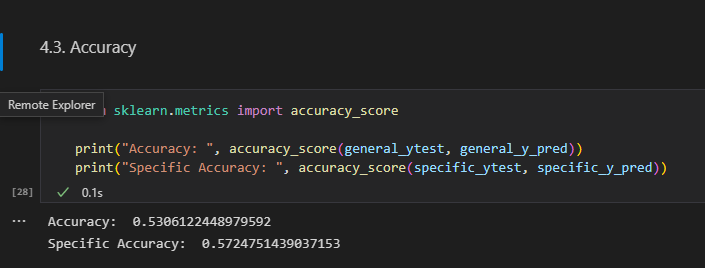 4.3. Accuracy
Remote Explorer
sklearn.metrics import accuracy_score
print("Accuracy: ", accuracy_score(general_ytest, general_y_pred))
print("Specific Accuracy: ", accuracy_score(specific_ytest, specific_y_pred))
[28]
0.1s
...
Accuracy:  0.5306122448979592
Specific Accuracy:  0.5724751439037153